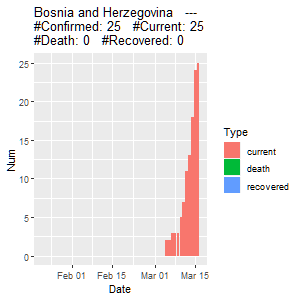 Bosnia and Herzegovina   ---
#Confirmed: 25   #Current: 25
#Death: 0   #Recovered: 0
25
20
15
10
5
0
Num
Feb 01
Feb 15
Mar 01
Mar 15
Date
Type
current
death
recovered